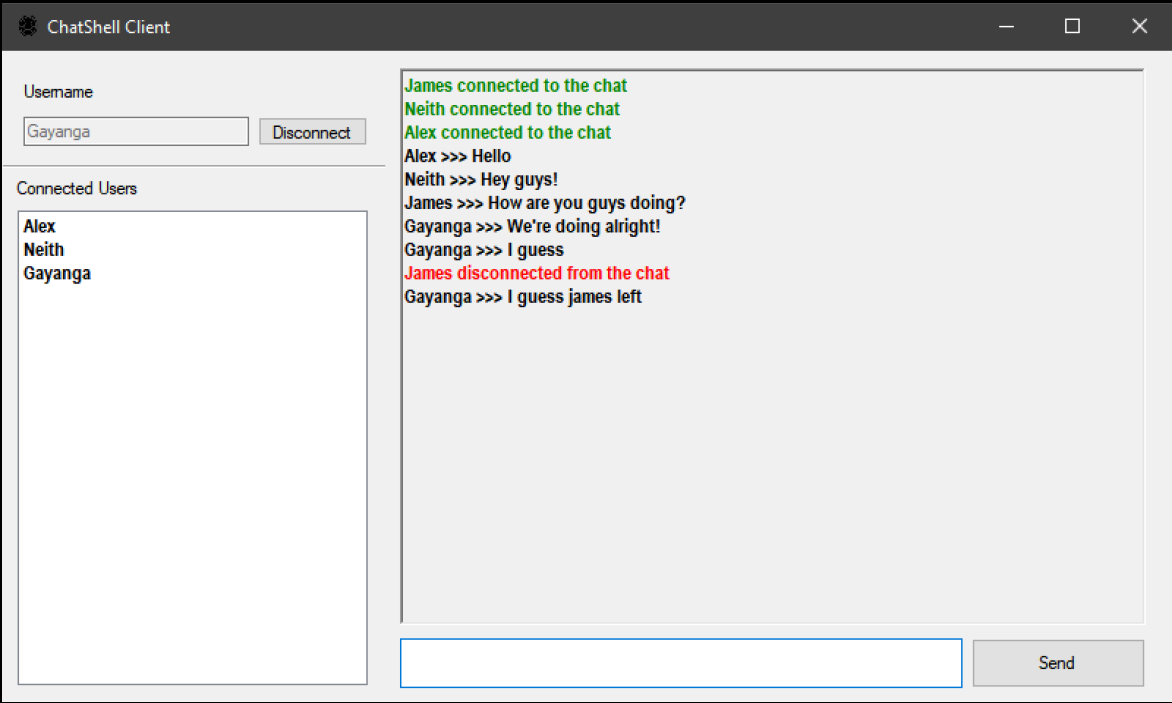 ChatShell Client
Username
Gayanga
Disconnect
Connected Users
Alex
Neith
Gayanga
James connected to the chat
Neith connected to the chat
Alex connected to the chat
Alex >>> Hello
Neith >>> Hey guys!
James >>> How are you guys doing?
Gayanga >>> We're doing alright!
Gayanga >>> I guess
James disconnected from the chat
Gayanga >>> I guess james left
Send